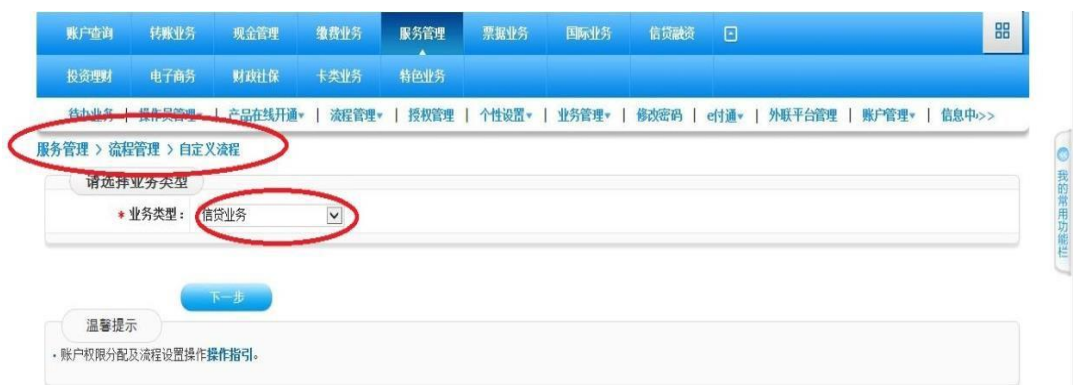 账户查询 转账业务 现金管理 缴费业务 服务管理 票据业务 国际业务 信贷融资
投资理财 电子商务 财政社保 卡类业务 特色业务
待办业务 | 操作员管理 | 产品在线开通 | 流程管理 | 授权管理 | 个性设置 | 业务管理 | 修改密码 | e付通 | 外联平台管理 | 账户管理 | 信息中>>
服务管理 > 流程管理 > 自定义流程
请选择业务类型
* 业务类型： 信贷业务
下一步
温馨提示
• 账户权限分配及流程设置操作操作指引。
我的常用功能栏